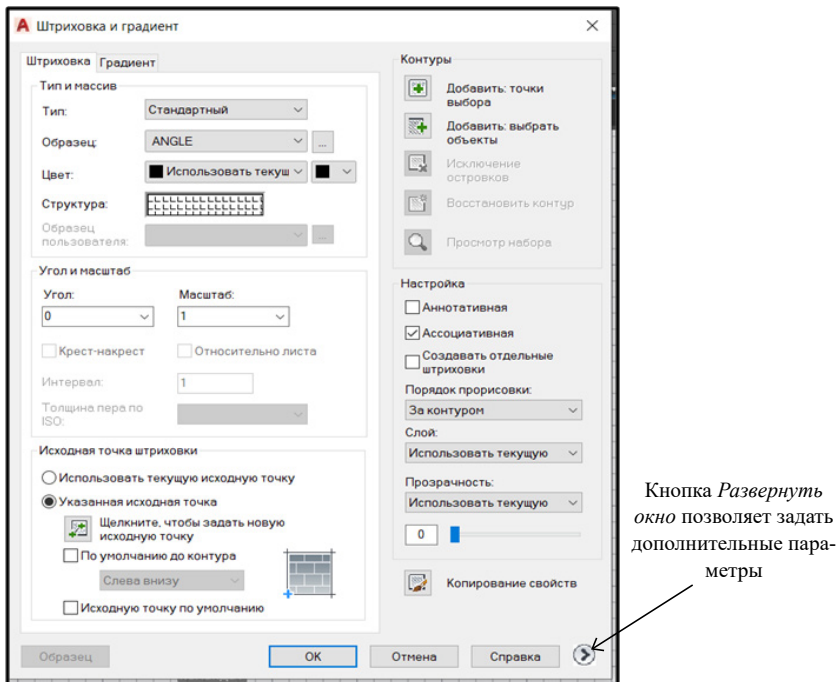 A Штриховка и градиент
Штриховка Градиент
Тип и массив
Тип: Стандартный
Образец: ANGLE ...
Цвет: Использовать текущ
Структура:
Образец
пользователя: ...
Угол и масштаб
Угол: Масштаб:
0 1
Крест-накрест Относительно листа
Интервал: 1
Толщина пера по
ISO:
Исходная точка штриховки
Использовать текущую исходную точку
Указанная исходная точка
Щелкните, чтобы задать новую
исходную точку
По умолчанию до контура
Слева внизу
Исходную точку по умолчанию
Контуры
Добавить: точки
выбора
Добавить: выбрать
объекты
Исключение
островков
Восстановить контур
Просмотр набора
Настройка
Аннотативная
Ассоциативная
Создавать отдельные
штриховки
Порядок прорисовки:
За контуром
Слой:
Использовать текущую
Прозрачность:
Использовать текущую
0
Копирование свойств
Образец ОК Отмена Справка
Кнопка Развернуть
окно позволяет задать
дополнительные пара-
метры